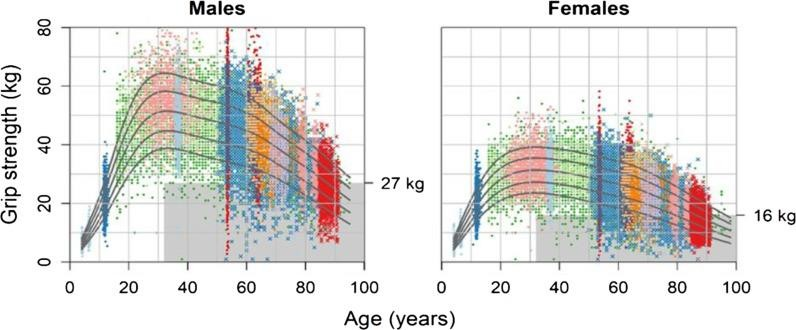 Males
Females
Grip strength (kg)
80
60
40
20
0
27 kg
16 kg
0 20 40 60 80 100
0 20 40 60 80 100
Age (years)